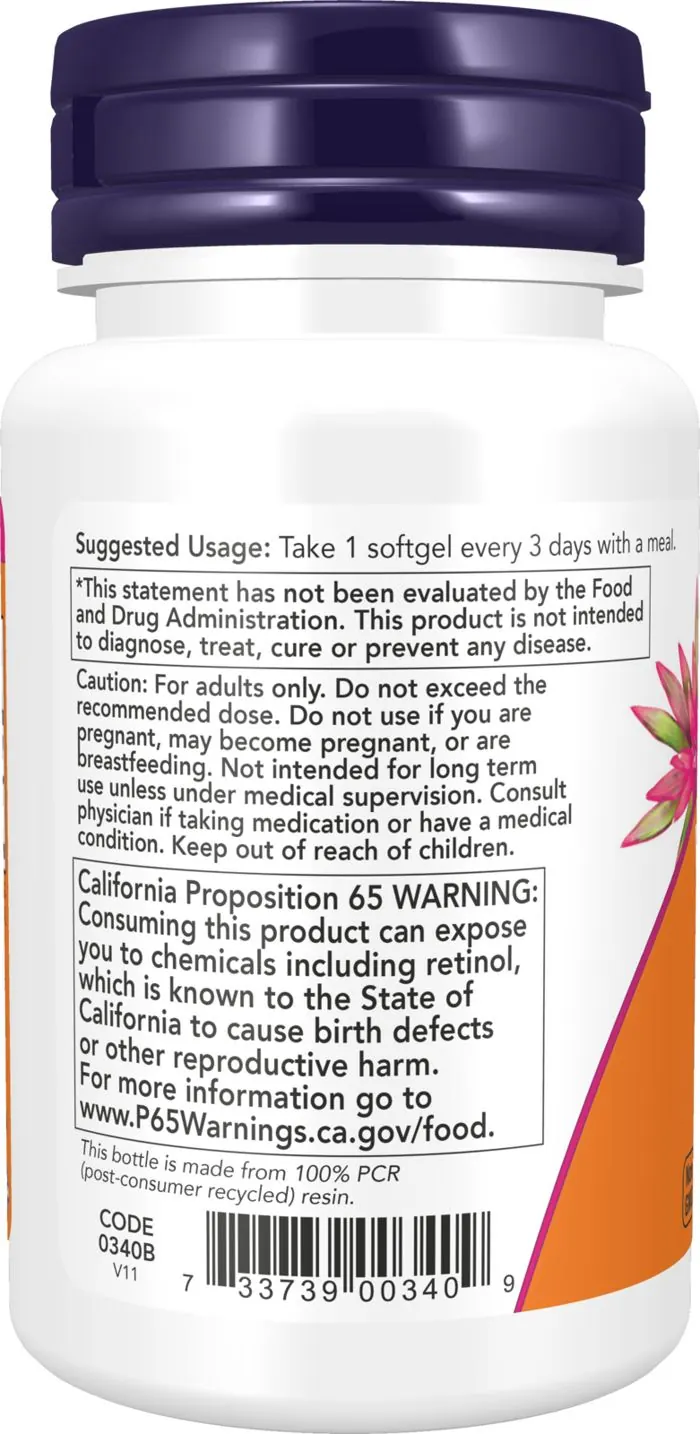 Suggested Usage: Take 1 softgel every 3 days with a meal.
*This statement has not been evaluated by the Food
and Drug Administration. This product is not intended
to diagnose, treat, cure or prevent any disease.
Caution: For adults only. Do not exceed the
recommended dose. Do not use if you are
pregnant, may become pregnant, or are
breastfeeding. Not intended for long term
use unless under medical supervision. Consult
physician if taking medication or have a medical
condition. Keep out of reach of children.
California Proposition 65 WARNING:
Consuming this product can expose
you to chemicals including retinol,
which is known to the State of
California to cause birth defects
or other reproductive harm.
For more information go to
www.P65Warnings.ca.gov/food.
This bottle is made from 100% PCR
(post-consumer recycled) resin.
CODE
0340B
V11
7 33739 00340 9